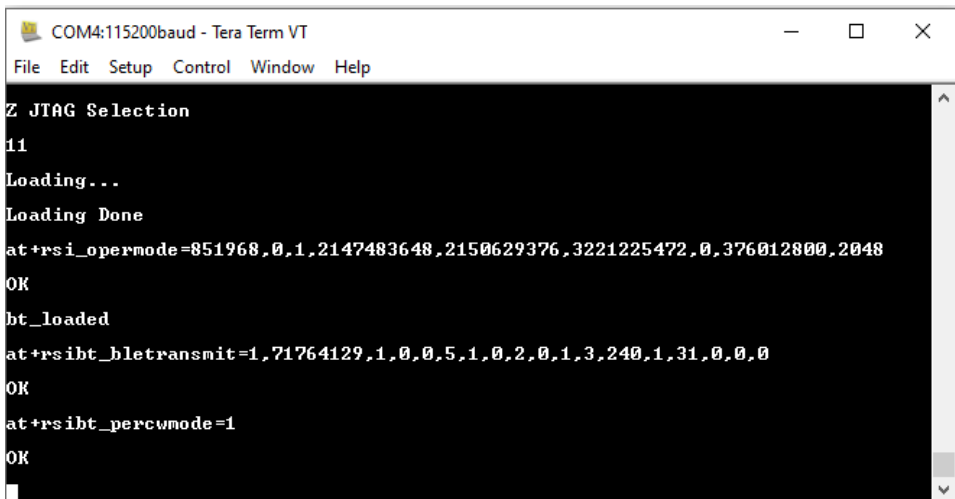 COM4:115200baud - Tera Term VT
File Edit Setup Control Window Help
Z JTAG Selection
11
Loading...
Loading Done
at+rsi_opermode=851968,0,1,2147483648,2150629376,3221225472,0,376012800,2048
OK
bt_loaded
at+rsibt_bletransmit=1,71764129,1,0,0,5,1,0,2,0,1,3,240,1,31,0,0,0
OK
at+rsibt_percwmode=1
OK